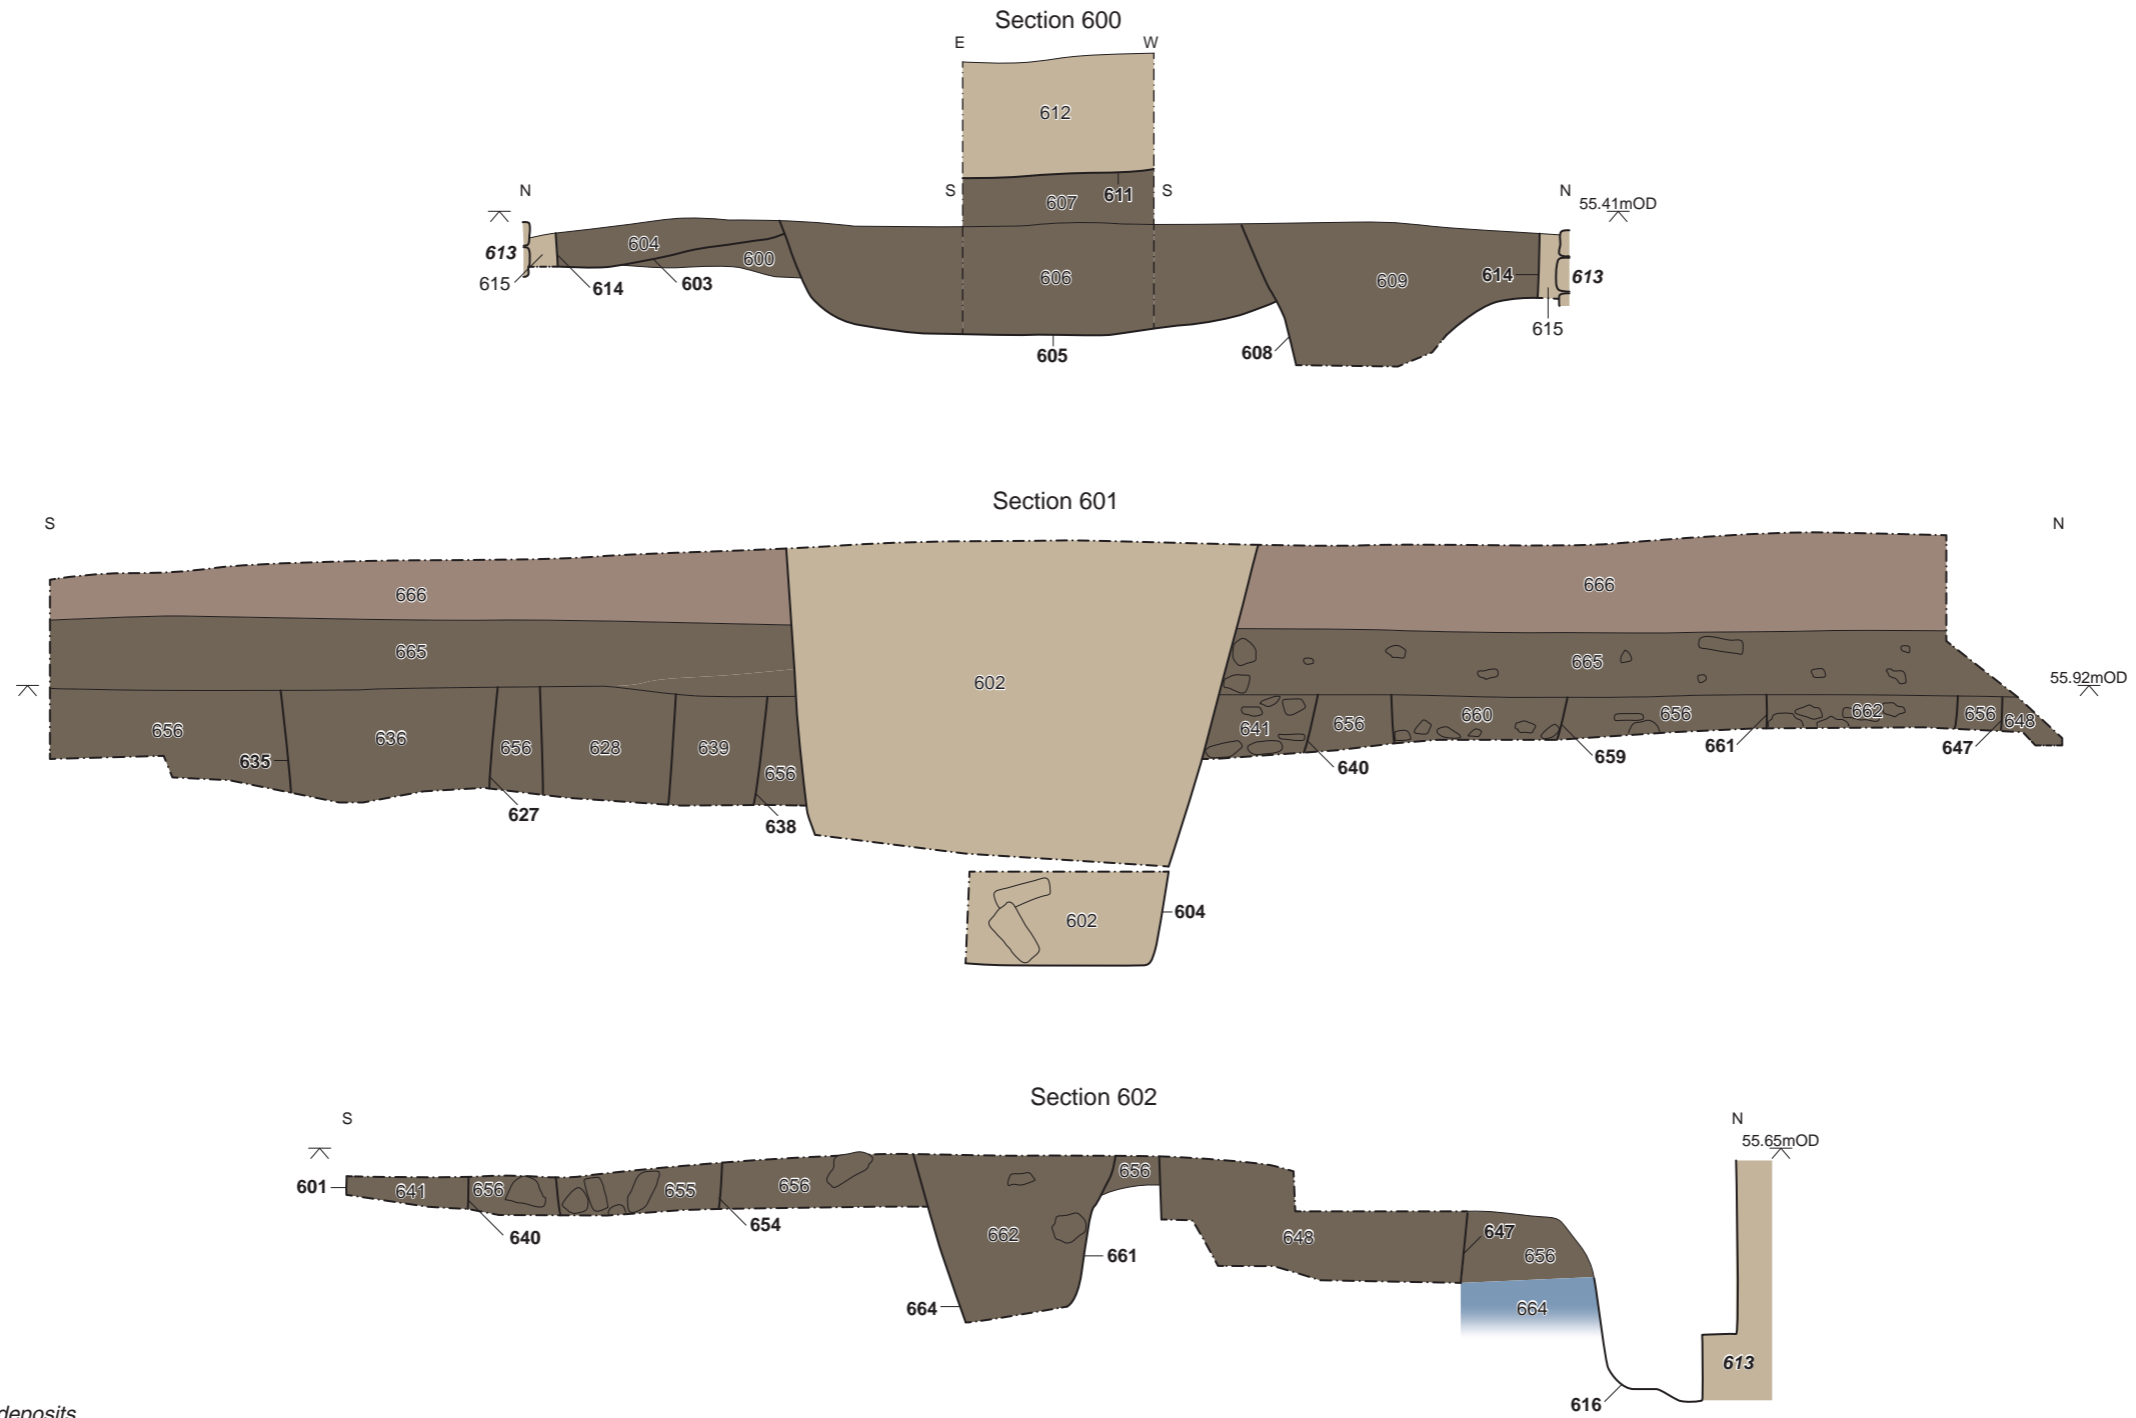 Section 600
E W
612
N S 607 611 S N 55.41mOD
613 604 600 606 609 614 613
615 614 603 615
605 608
Section 601
S N
666 666
665 602 665 55.92mOD
656 635 636 656 628 639 656 641 656 660 656 662 656 648
627 638 640 659 661 647
602 604
Section 602
S N
55.65mOD
601 641 656 655 656 656
640 654 662 661 648 647 656
664 664
613
616
deposits